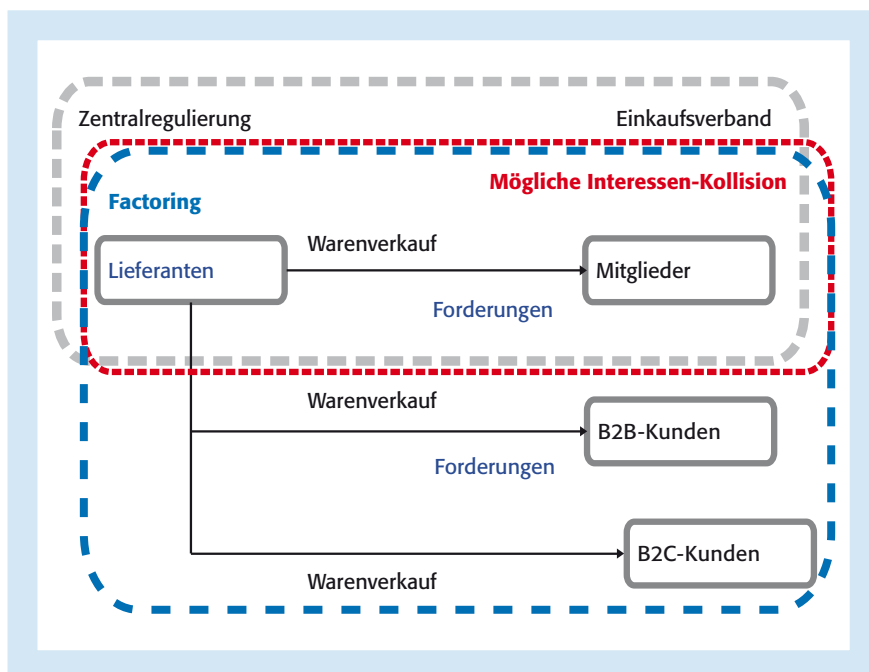 Zentralregulierung
Einkaufsverband
Mögliche Interessen-Kollision
Factoring
Warenverkauf
Lieferanten
Mitglieder
Forderungen
Warenverkauf
B2B-Kunden
Forderungen
B2C-Kunden
Warenverkauf